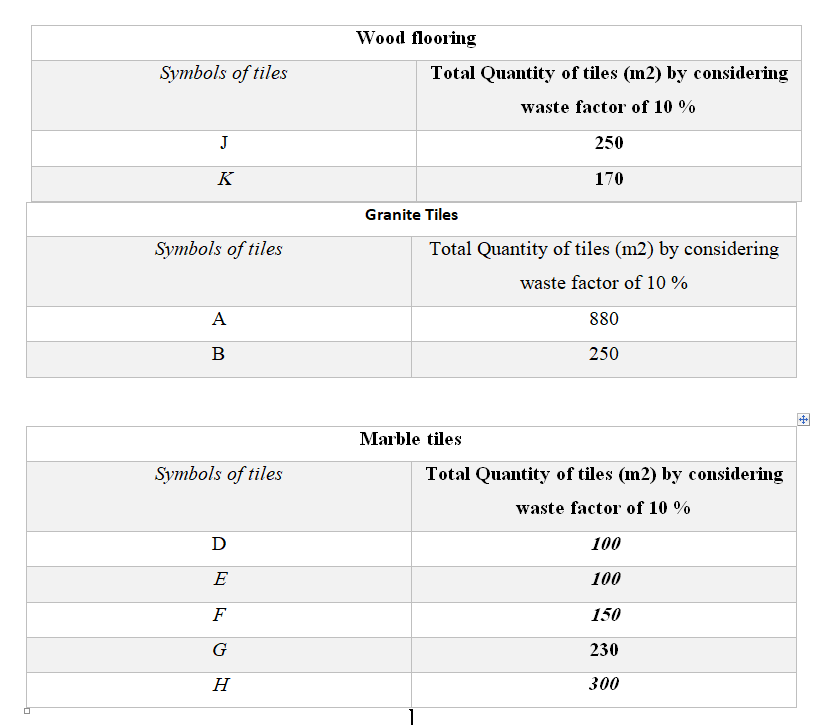 Wood flooring
Symbols of tiles
Total Quantity of tiles (m2) by considering
waste factor of 10 %
J
250
K
170
Granite Tiles
Symbols of tiles
Total Quantity of tiles (m2) by considering
waste factor of 10 %
A
880
B
250
Marble tiles
Symbols of tiles
Total Quantity of tiles (m2) by considering
waste factor of 10 %
D
100
E
100
F
150
G
230
H
300